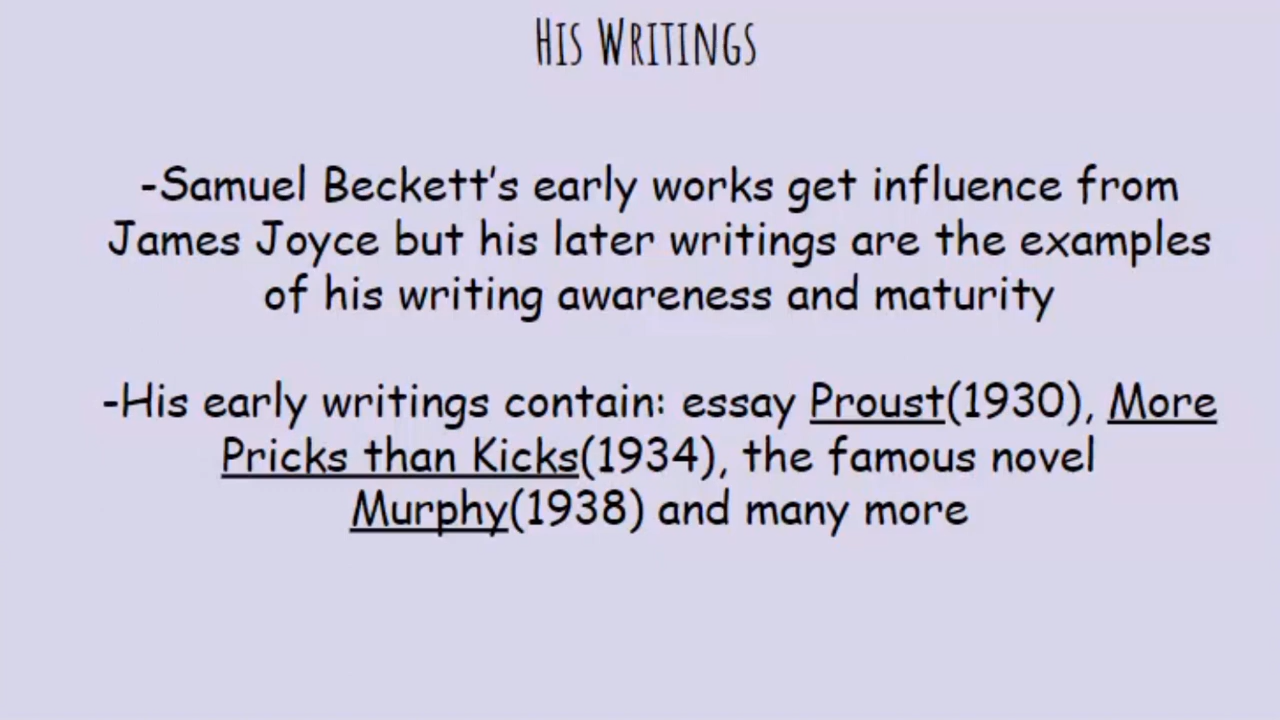 His Writings
-Samuel Beckett's early works get influence from
James Joyce but his later writings are the examples
of his writing awareness and maturity
-His early writings contain: essay Proust(1930), More
Pricks than Kicks(1934), the famous novel
Murphy(1938) and many more